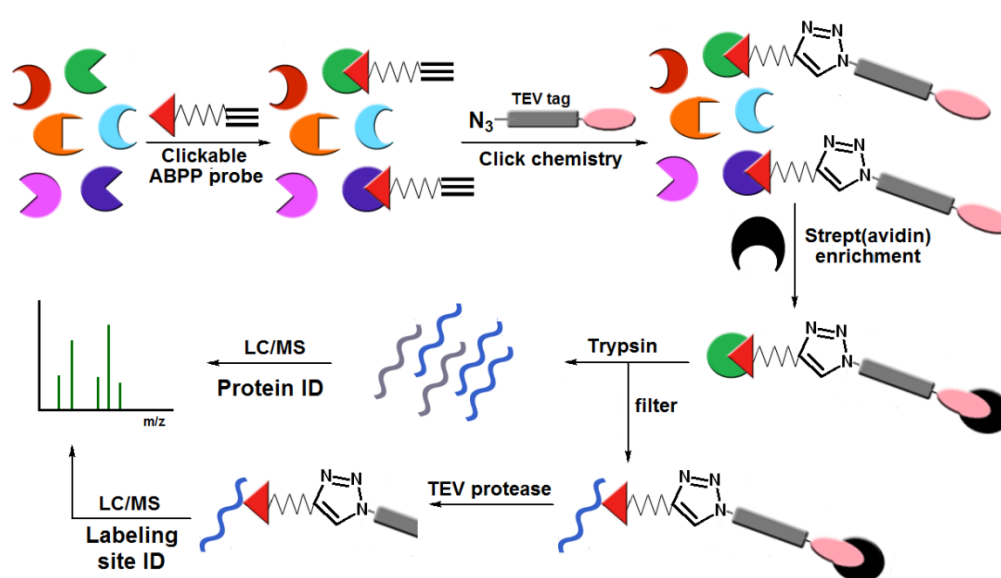 N
N
N
TEV tag
N₃
Clickable
ABPP probe
Click chemistry
N
N
N
Strept(avidin)
enrichment
LC/MS
Protein ID
Trypsin
filter
N
N
N
m/z
LC/MS
Labeling
site ID
N
N
N
TEV protease
N
N
N